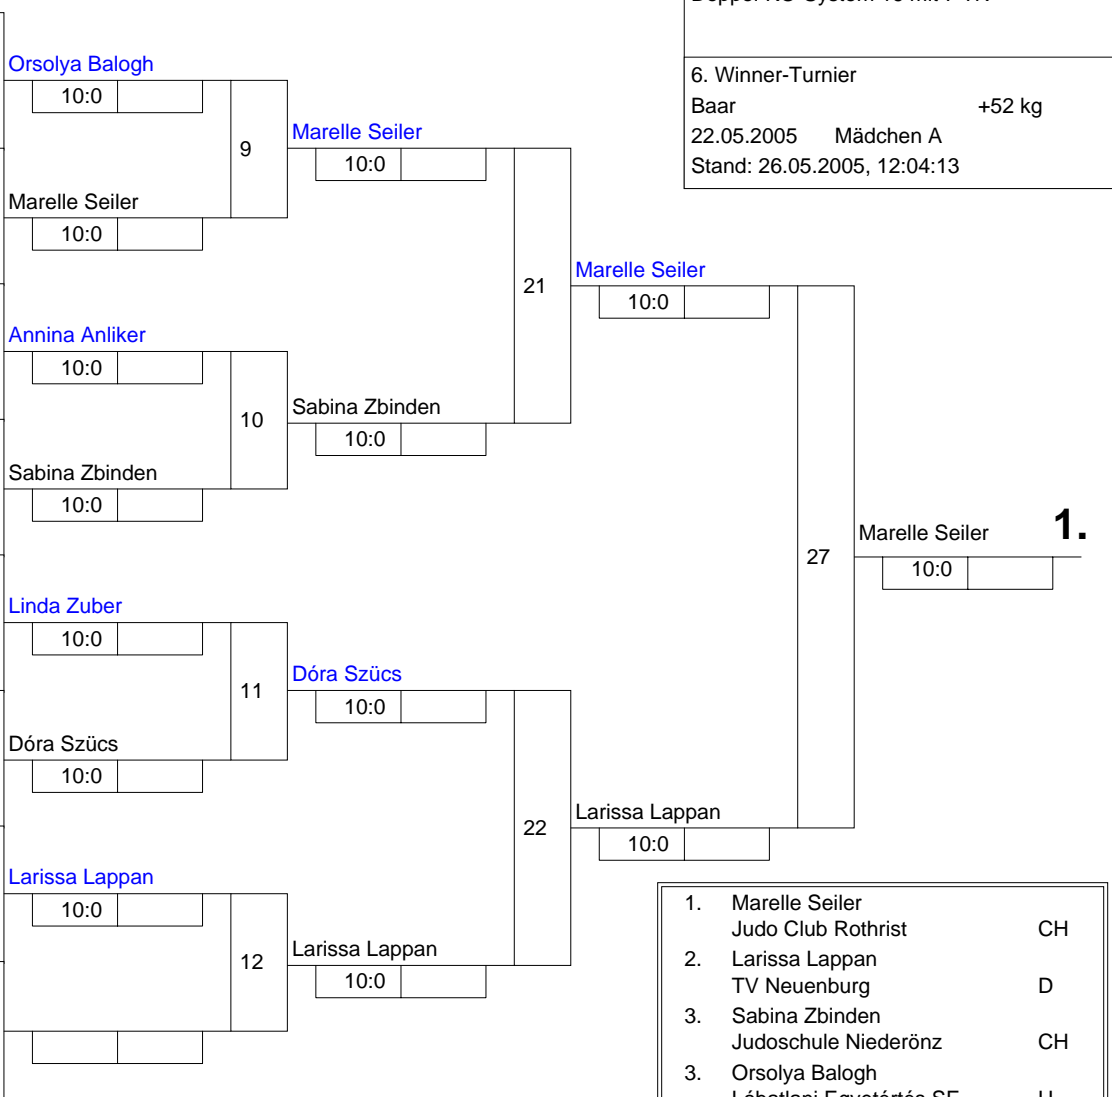 6. Winner-Turnier
Baar +52 kg
22.05.2005 Mädchen A
Stand: 26.05.2005, 12:04:13
Orsolya Balogh
10:0
9
Marelle Seiler
10:0
Marelle Seiler
10:0
21
Marelle Seiler
10:0
Annina Anliker
10:0
10
Sabina Zbinden
10:0
Sabina Zbinden
10:0
27
Marelle Seiler 1.
10:0
Linda Zuber
10:0
11
Dóra Szücs
10:0
Dóra Szücs
10:0
22
Larissa Lappan
10:0
Larissa Lappan
10:0
12
Larissa Lappan
10:0
1. Marelle Seiler
Judo Club Rothrist CH
2. Larissa Lappan
TV Neuenburg D
3. Sabina Zbinden
Judoschule Niederönz CH
3. Orsolya Balogh